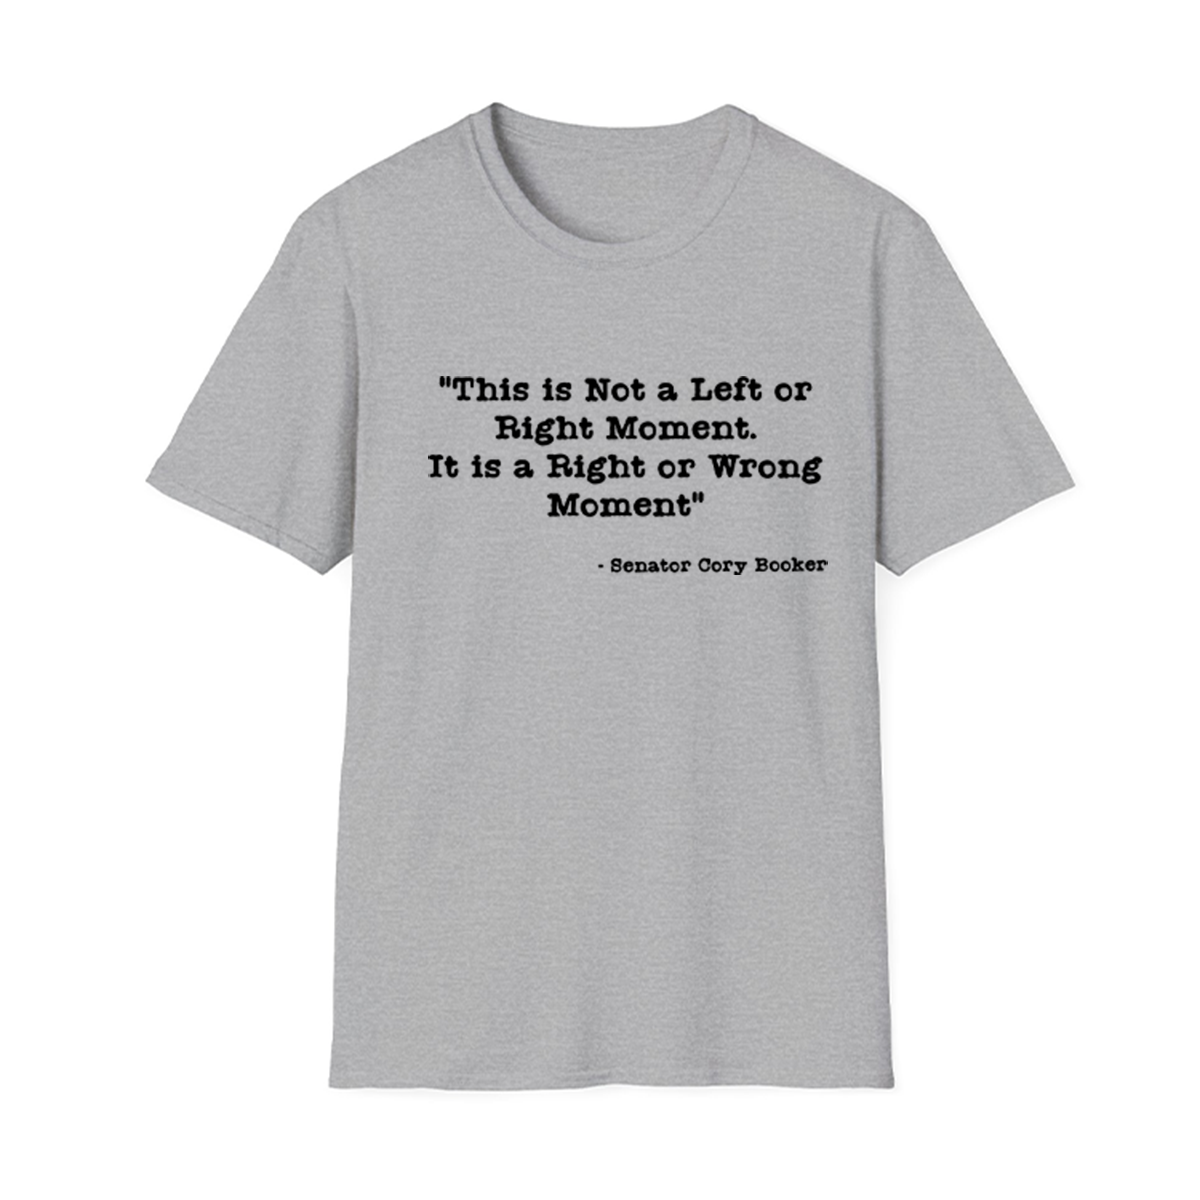 "This is Not a Left or
Right Moment.
It is a Right or Wrong
Moment"
- Senator Cory Booker